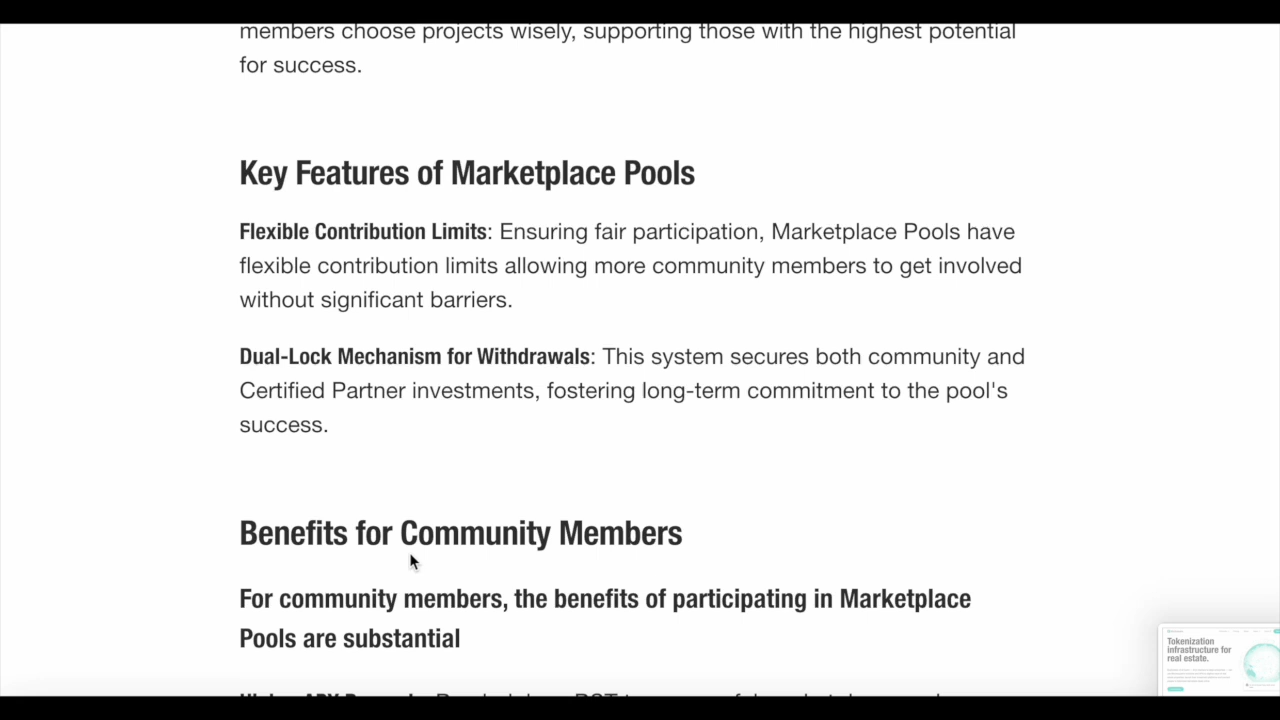 members choose projects wisely, supporting those with the highest potential
for success.
Key Features of Marketplace Pools
Flexible Contribution Limits: Ensuring fair participation, Marketplace Pools have
flexible contribution limits allowing more community members to get involved
without significant barriers.
Dual-Lock Mechanism for Withdrawals: This system secures both community and
Certified Partner investments, fostering long-term commitment to the pool's
success.
Benefits for Community Members
For community members, the benefits of participating in Marketplace
Pools are substantial
Tokenization
infrastructure for
real estate.